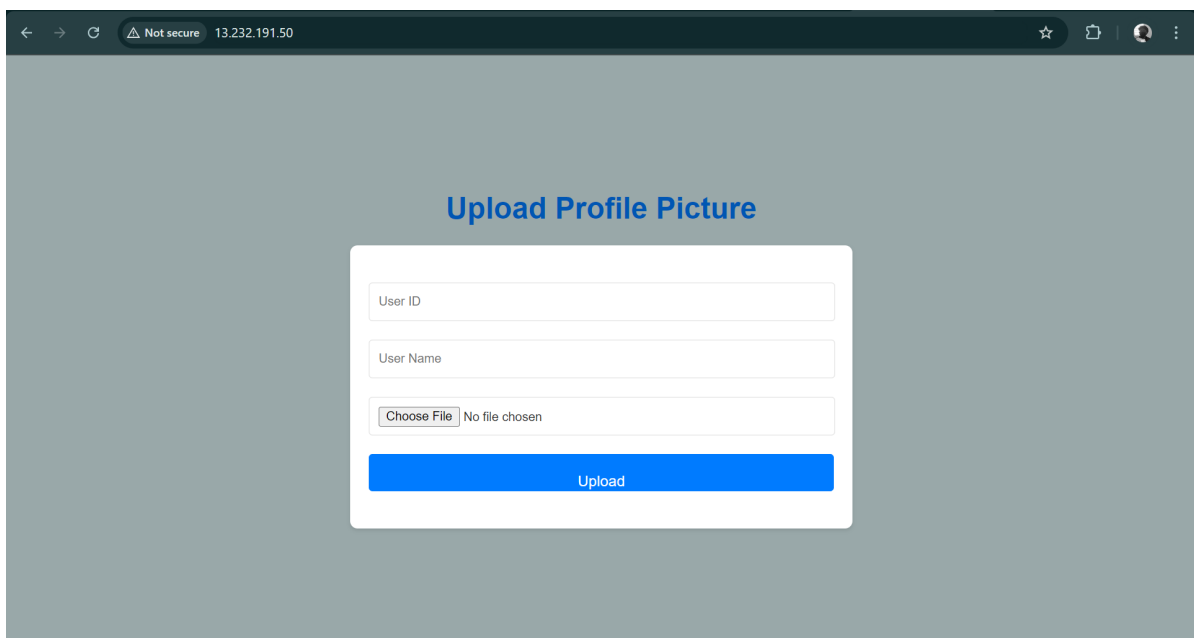 Not secure 13.232.191.50
Upload Profile Picture
User ID
User Name
Choose File No file chosen
Upload